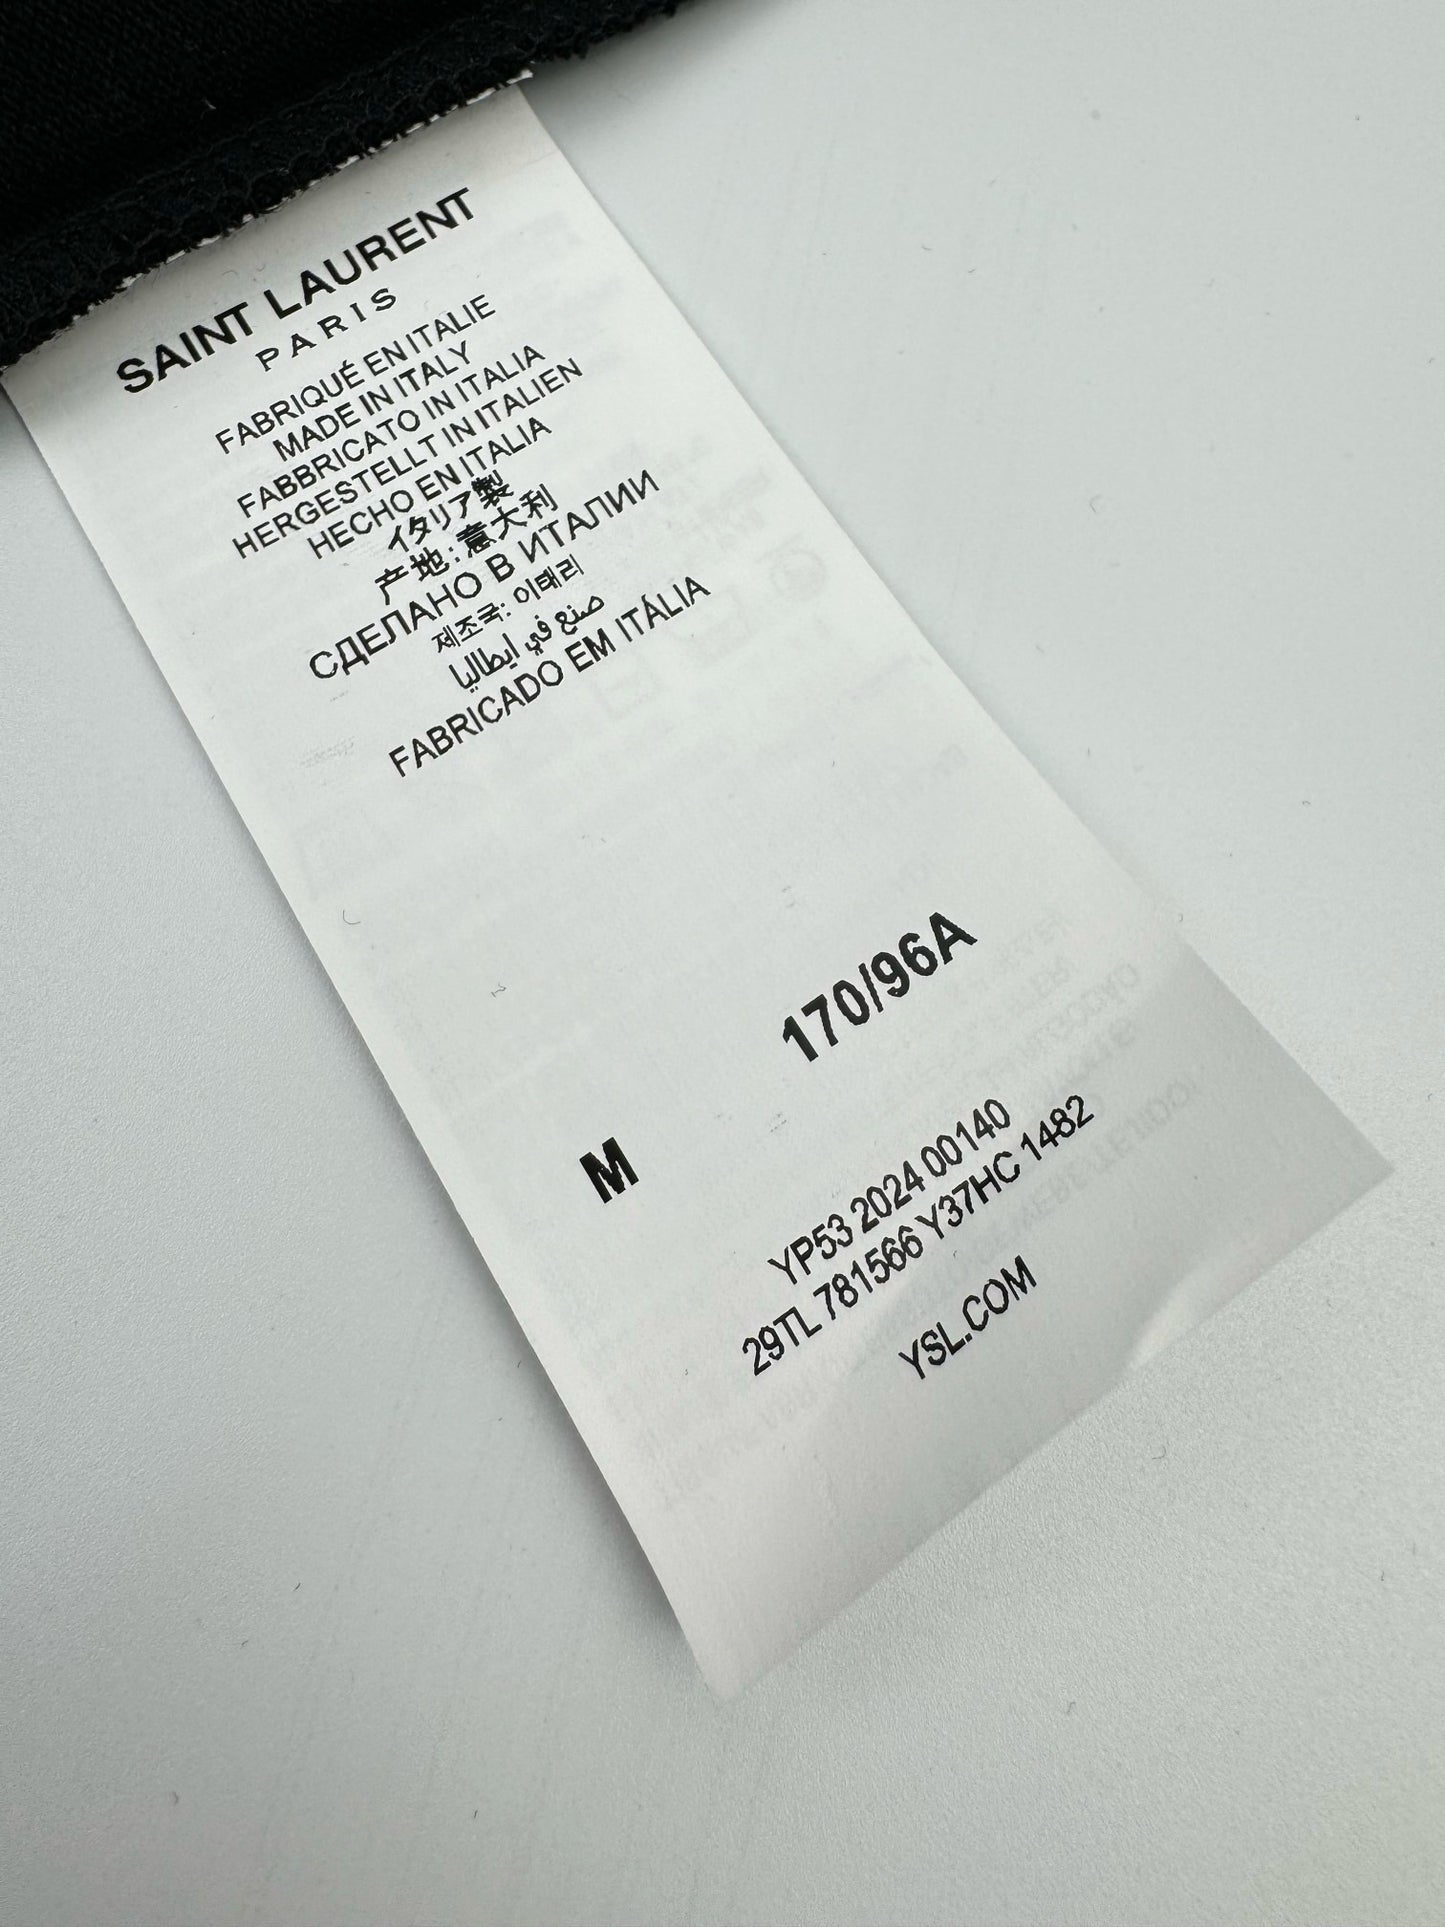 SAINT LAURENT
PARIS
FABRIQUÉ EN ITALIE
MADE IN ITALY
FABBRICATO IN ITALIA
HERGESTELLT IN ITALIEN
HECHO EN ITALIA
イタリア製
产地:意大利
СДЕЛАНО В ИТАЛИИ
제조국: 이태리
صنع في ايطاليا
FABRICADO EM ITÁLIA
170/96A
M
YP53 2024 00140
29TL 781566 Y37HC 1482
YSL.COM